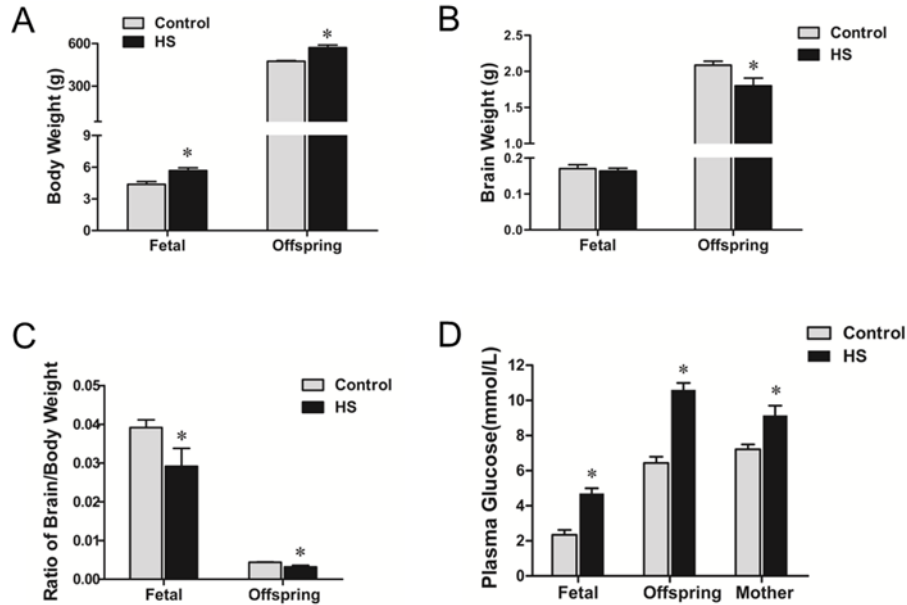 A
Control
HS
Body Weight (g)
600
300
9
6
3
0
*
*
Fetal
Offspring
B
Control
HS
Brain Weight (g)
2.5
2.0
1.5
1.0
0.2
0.1
0.0
*
Fetal
Offspring
C
Control
HS
Ratio of Brain/Body Weight
0.05
0.04
0.03
0.02
0.01
0.00
*
*
Fetal
Offspring
D
Control
HS
Plasma Glucose(mmol/L)
12
10
8
6
4
2
0
*
*
*
Fetal
Offspring
Mother